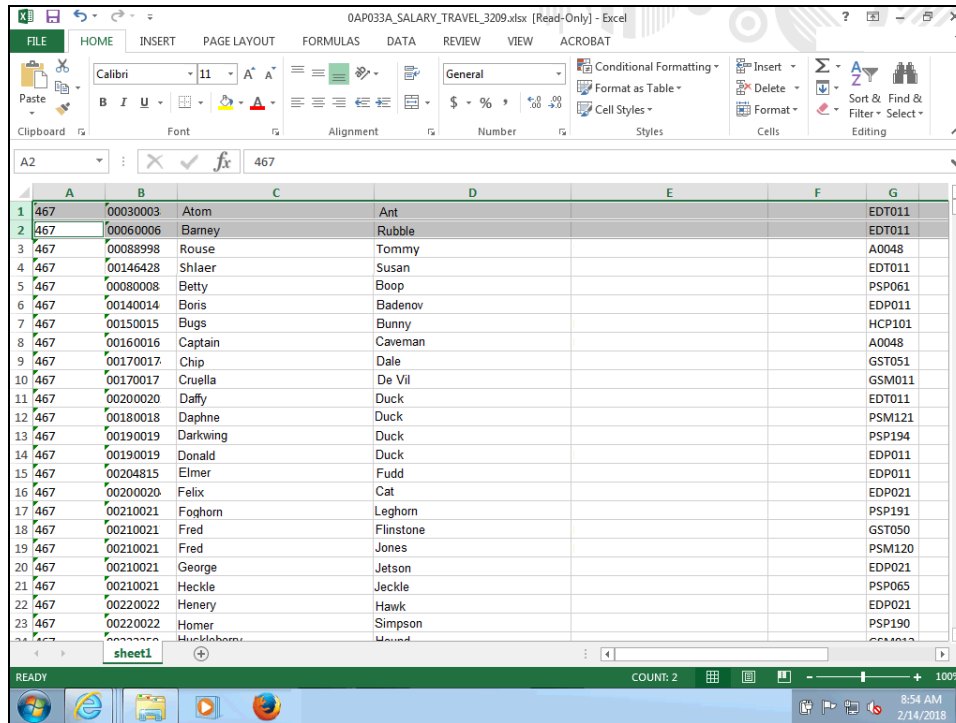 0AP033A_SALARY_TRAVEL_3209.xlsx [Read-Only] - Excel
FILE HOME INSERT PAGE LAYOUT FORMULAS DATA REVIEW VIEW ACROBAT
Calibri 11 General Conditional Formatting Insert
Paste Format as Table Delete Sort & Find &
B I U A $ % , Cell Styles Format Filter Select
Clipboard Font Alignment Number Styles Cells Editing
A2 fx 467
A B C D E F G
1 467 00030003 Atom Ant EDT011
2 467 00060006 Barney Rubble EDT011
3 467 00088998 Rouse Tommy A0048
4 467 00146428 Shlaer Susan EDT011
5 467 00080008 Betty Boop PSP061
6 467 00140014 Boris Badenov EDP011
7 467 00150015 Bugs Bunny HCP101
8 467 00160016 Captain Caveman A0048
9 467 00170017 Chip Dale GST051
10 467 00170017 Cruella De Vil GSM011
11 467 00200020 Daffy Duck EDT011
12 467 00180018 Daphne Duck PSM121
13 467 00190019 Darkwing Duck PSP194
14 467 00190019 Donald Duck EDP011
15 467 00204815 Elmer Fudd EDP011
16 467 00200020 Felix Cat EDP021
17 467 00210021 Foghorn Leghorn PSP191
18 467 00210021 Fred Flinstone GST050
19 467 00210021 Fred Jones PSM120
20 467 00210021 George Jetson EDP021
21 467 00210021 Heckle Jeckle PSP065
22 467 00220022 Henery Hawk EDP021
23 467 00220022 Homer Simpson PSP190
24 467 Huckleberry Hound
sheet1
READY COUNT: 2 100%
8:54 AM
2/14/2018